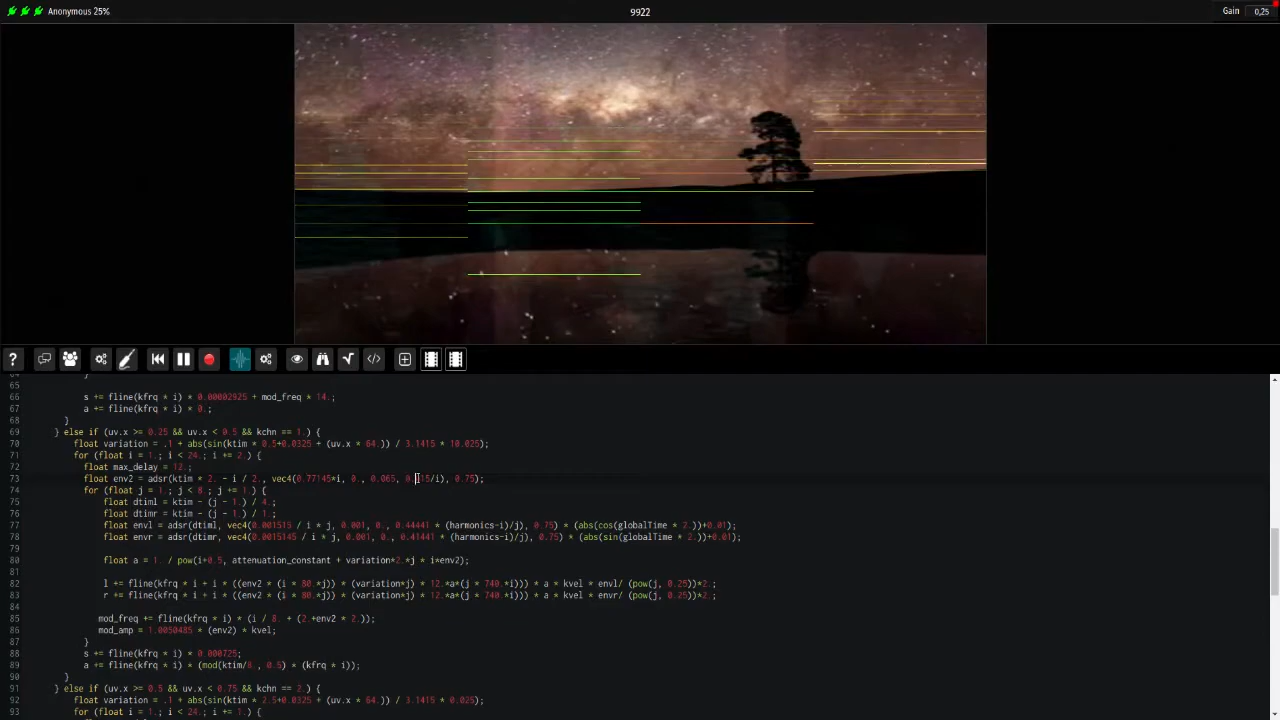 Anonymous 25%
9922
Gain 0,25
65
66 s += fline(kfrq * i) * 0.00002925 + mod_freq * 14.;
67 a += fline(kfrq * i) * 0.;
68 }
69 } else if (uv.x >= 0.25 && uv.x < 0.5 && kchn == 1.) {
70 float variation = .1 + abs(sin(ktim * 8.5+0.0325 + (uv.x * 64.)) / 3.1415 * 10.025);
71 for (float i = 1.; i < 24.; i += 2.) {
72 float max_delay = 12.;
73 float env2 = adsr(ktim * 2. - i / 2., vec4(0.77145*i, 0., 0.065, 15/i), 0.75);
74 for (float j = 1.; j < 8.; j += 1.) {
75 float dtiml = ktim - (j - 1.) / 4.;
76 float dtimr = ktim - (j - 1.) / 1.;
77 float envl = adsr(dtiml, vec4(0.001515 / i * j, 0.001, 0., 0.44441 * (harmonics-i)/j), 0.75) * (abs(cos(globalTime * 2.))+0.01);
78 float envr = adsr(dtimr, vec4(0.0015145 / i * j, 0.001, 0., 0.41441 * (harmonics-i)/j), 0.75) * (abs(sin(globalTime * 2.))+0.01);
79
80 float a = 1. / pow(i+0.5, attenuation_constant + variation*2.*j * i*env2);
81
82 l += fline(kfrq * i + i * ((env2 * (i * 80.*j)) * (variation*j) * 12.*a*(j * 740.*i))) * a * kvel * envl/ (pow(j, 0.25))*2.;
83 r += fline(kfrq * i + i * ((env2 * (i * 80.*j)) * (variation*j) * 12.*a*(j * 740.*i))) * a * kvel * envr/ (pow(j, 0.25))*2.;
84
85 mod_freq += fline(kfrq * i) * (i / 8. + (2.+env2 * 2.));
86 mod_amp = 1.0050485 * (env2) * kvel;
87 }
88 s += fline(kfrq * i) * 0.000725;
89 a += fline(kfrq * i) * (mod(ktim/8., 0.5) * (kfrq * i));
90 }
91 } else if (uv.x >= 0.5 && uv.x < 0.75 && kchn == 2.) {
92 float variation = .1 + abs(sin(ktim * 2.5+0.0325 + (uv.x * 64.)) / 3.1415 * 0.025);
93 for (float i = 1.; i < 24.; i += 1.) {